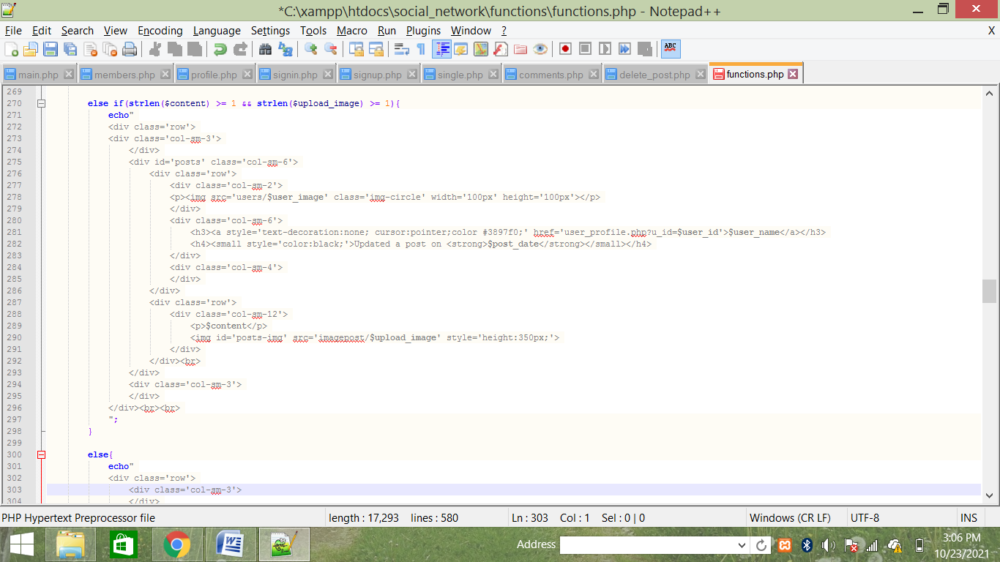 *C:\xampp\htdocs\social_network\functions\functions.php - Notepad++
File Edit Search View Encoding Language Settings Tools Macro Run Plugins Window ? X
ABC
main.php members.php profile.php signin.php signup.php single.php comments.php delete_post.php functions.php
269
270 else if(strlen($content) >= 1 && strlen($upload_image) >= 1){
271 echo"
272 <div class='row'>
273 <div class='col-sm-3'>
274 </div>
275 <div id='posts' class='col-sm-6'>
276 <div class='row'>
277 <div class='col-sm-2'>
278 <p><img src='users/$user_image' class='img-circle' width='100px' height='100px'></p>
279 </div>
280 <div class='col-sm-6'>
281 <h3><a style='text-decoration:none; cursor:pointer;color #3897f0;' href='user_profile.php?u_id=$user_id'>$user_name</a></h3>
282 <h4><small style='color:black;'>Updated a post on <strong>$post_date</strong></small></h4>
283 </div>
284 <div class='col-sm-4'>
285 </div>
286 </div>
287 <div class='row'>
288 <div class='col-sm-12'>
289 <p>$content</p>
290 <img id='posts-img' src='imagepost/$upload_image' style='height:350px;'>
291 </div>
292 </div><br>
293 </div>
294 <div class='col-sm-3'>
295 </div>
296 </div><br><br>
297 ";
298 }
299
300 else{
301 echo"
302 <div class='row'>
303 <div class='col-sm-3'>
304 </div>
PHP Hypertext Preprocessor file length : 17,293 lines : 580 Ln : 303 Col : 1 Sel : 0 | 0 Windows (CR LF) UTF-8 INS
Address
3:06 PM
10/23/2021